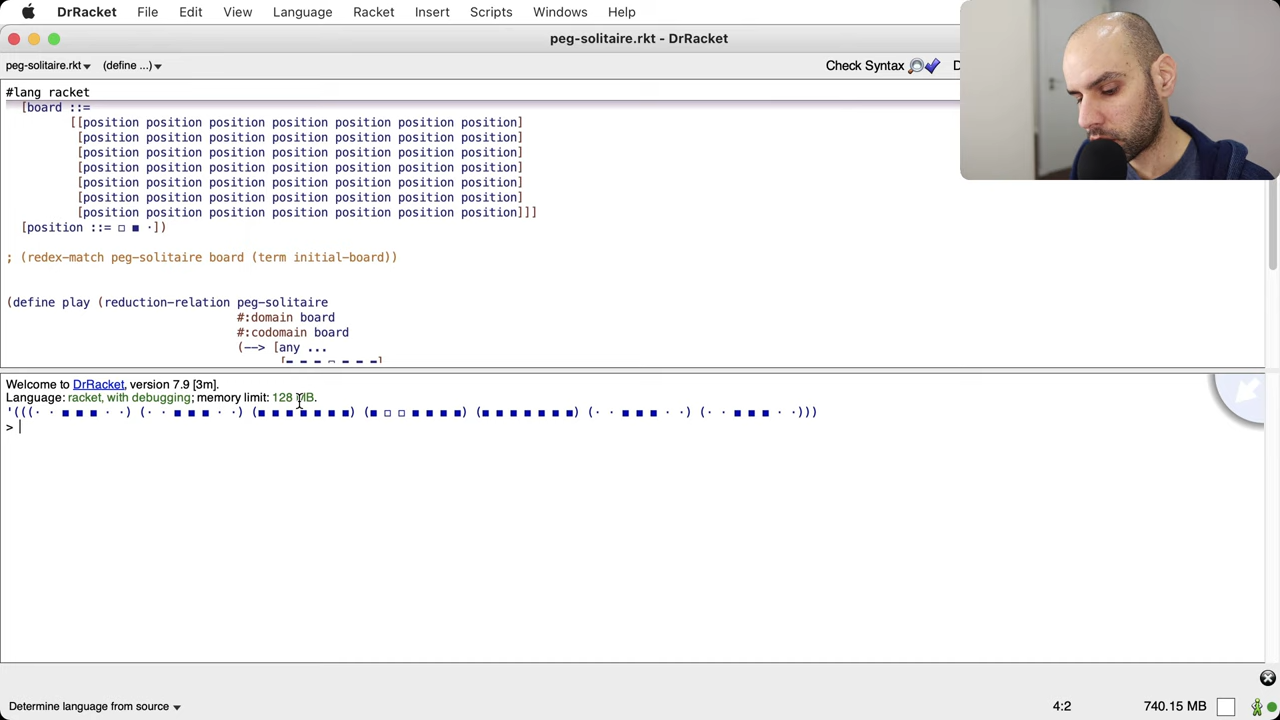 DrRacket File Edit View Language Racket Insert Scripts Windows Help
peg-solitaire.rkt - DrRacket
peg-solitaire.rkt (define ...) Check Syntax D
#lang racket
[board ::=
[[position position position position position position position]
[position position position position position position position]
[position position position position position position position]
[position position position position position position position]
[position position position position position position position]
[position position position position position position position]
[position position position position position position position]]]
[position ::= □ ■ ·])
; (redex-match peg-solitaire board (term initial-board))
(define play (reduction-relation peg-solitaire
#:domain board
#:codomain board
(--> [any ...
Welcome to DrRacket, version 7.9 [3m].
Language: racket, with debugging; memory limit: 128 MB.
'(((· · ■ ■ ■ · ·) (· · ■ ■ ■ · ·) (■ ■ ■ ■ ■ ■ ■) (■ □ □ ■ ■ ■ ■) (■ ■ ■ ■ ■ ■ ■) (· · ■ ■ ■ · ·) (· · ■ ■ ■ · ·)))
>
Determine language from source 4:2 740.15 MB